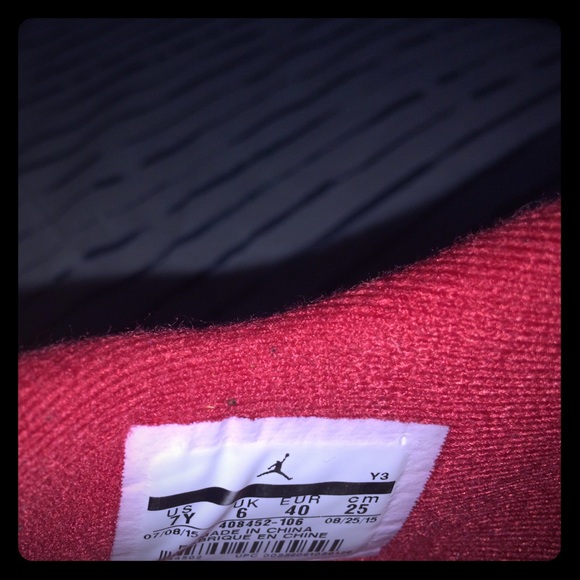 Y3
US UK EUR cm
7Y 6 40 25
408452-106
07/08/15 MADE IN CHINA 08/25/15
FABRIQUE EN CHINE
UPC